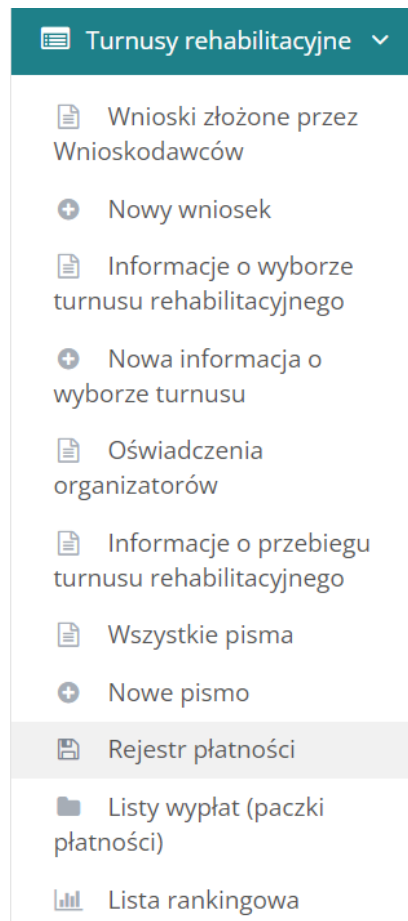 Turnusy rehabilitacyjne
Wnioski złożone przez
Wnioskodawców
Nowy wniosek
Informacje o wyborze
turnusu rehabilitacyjnego
Nowa informacja o
wyborze turnusu
Oświadczenia
organizatorów
Informacje o przebiegu
turnusu rehabilitacyjnego
Wszystkie pisma
Nowe pismo
Rejestr płatności
Listy wypłat (paczki
płatności)
Lista rankingowa